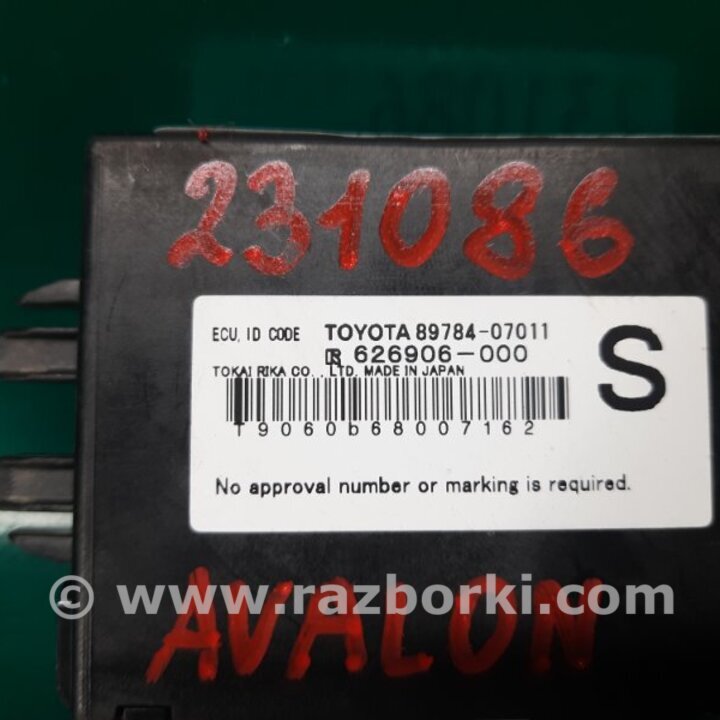 231086
ECU, ID CODE TOYOTA 89784-07011
R 626906-000
TOKAI RIKA CO., LTD. MADE IN JAPAN
S
T9060b68007162
No approval number or marking is required.
© www.razborki.com
AVALON